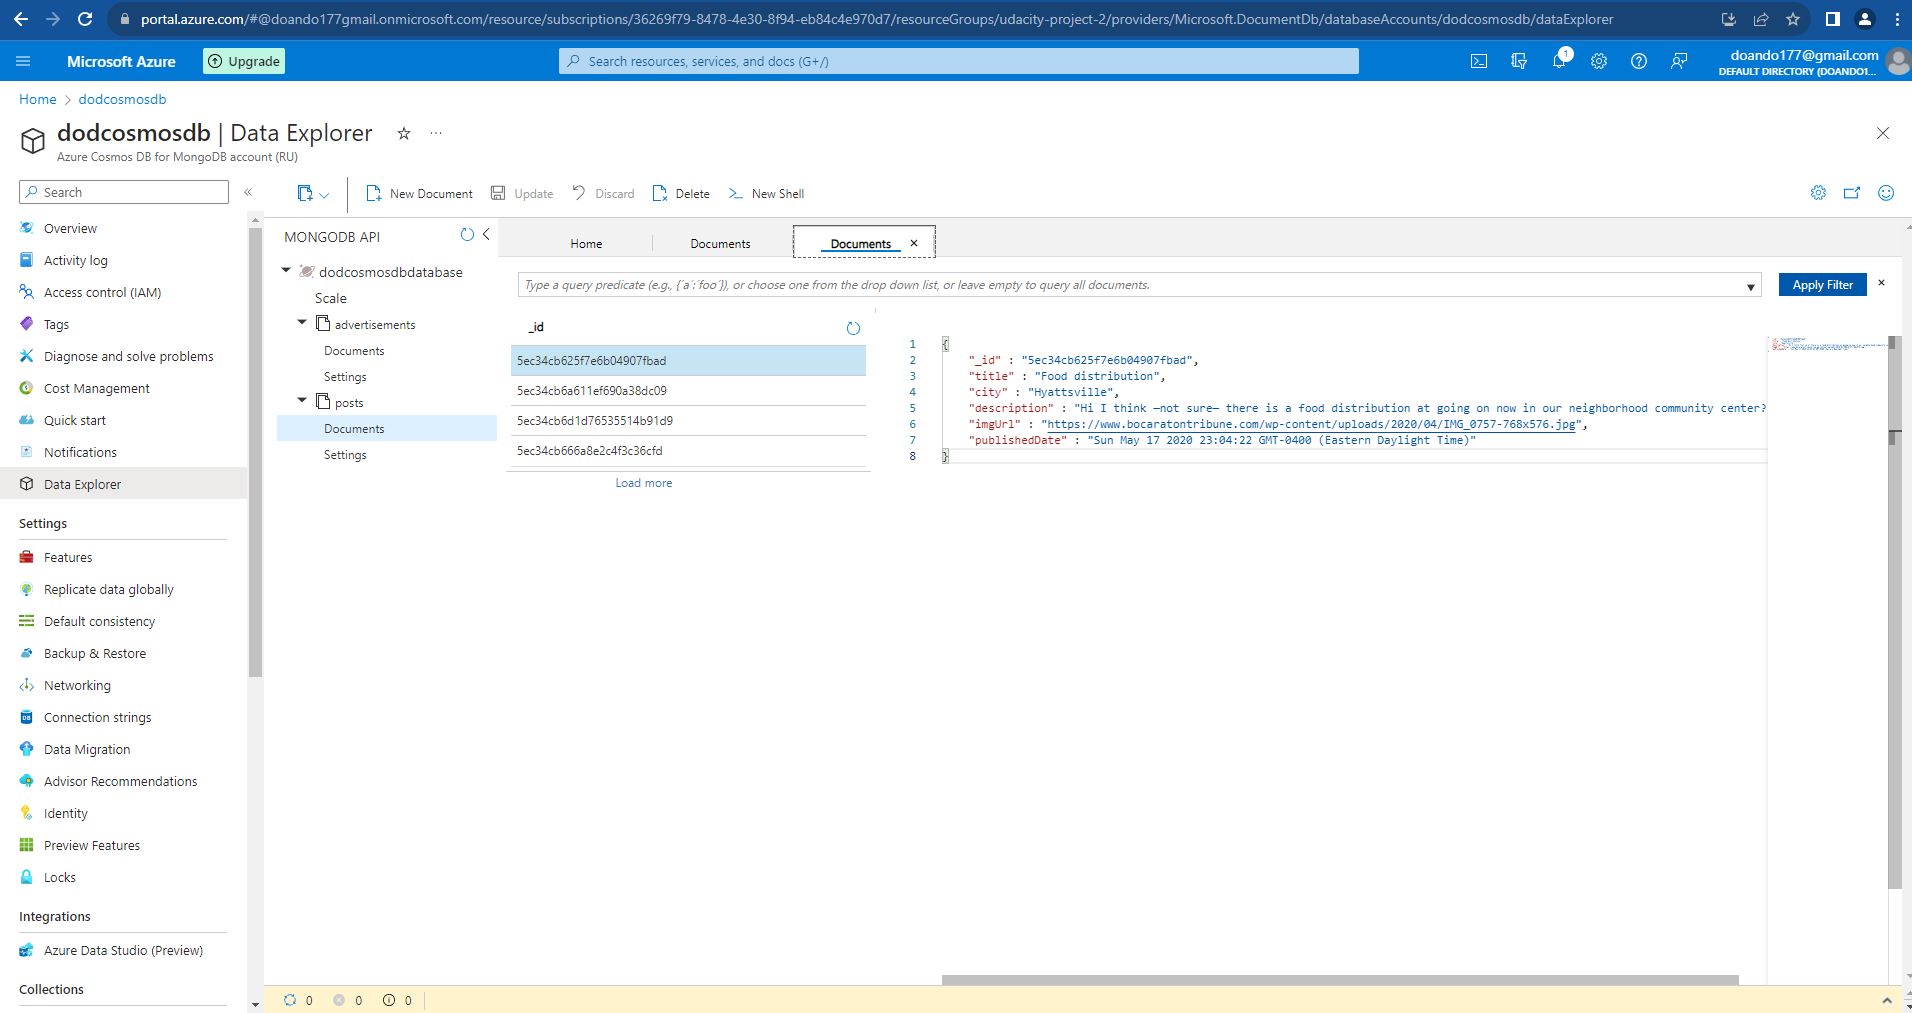 portal.azure.com/#@doando177gmail.onmicrosoft.com/resource/subscriptions/36269f79-8478-4e30-8f94-eb84c4e970d7/resourceGroups/udacity-project-2/providers/Microsoft.DocumentDb/databaseAccounts/dodcosmosdb/dataExplorer
Microsoft Azure
Upgrade
Search resources, services, and docs (G+/)
1
doando177@gmail.com
DEFAULT DIRECTORY (DOANDO1...
Home > dodcosmosdb
dodcosmosdb | Data Explorer
Azure Cosmos DB for MongoDB account (RU)
Search
Overview
Activity log
Access control (IAM)
Tags
Diagnose and solve problems
Cost Management
Quick start
Notifications
Data Explorer
Settings
Features
Replicate data globally
Default consistency
Backup & Restore
Networking
Connection strings
Data Migration
Advisor Recommendations
Identity
Preview Features
Locks
Integrations
Azure Data Studio (Preview)
Collections
New Document
Update
Discard
Delete
New Shell
MONGODB API
dodcosmosdbdatabase
Scale
advertisements
Documents
Settings
posts
Documents
Settings
Home
Documents
Documents
Type a query predicate (e.g., {´a´:´foo´}), or choose one from the drop down list, or leave empty to query all documents.
Apply Filter
_id
5ec34cb625f7e6b04907fbad
5ec34cb6a611ef690a38dc09
5ec34cb6d1d76535514b91d9
5ec34cb666a8e2c4f3c36cfd
Load more
1 {
2 "_id" : "5ec34cb625f7e6b04907fbad",
3 "title" : "Food distribution",
4 "city" : "Hyattsville",
5 "description" : "Hi I think —not sure— there is a food distribution at going on now in our neighborhood community center?
6 "imgUrl" : "https://www.bocaratontribune.com/wp-content/uploads/2020/04/IMG_0757-768x576.jpg",
7 "publishedDate" : "Sun May 17 2020 23:04:22 GMT-0400 (Eastern Daylight Time)"
8 }
0 0 0